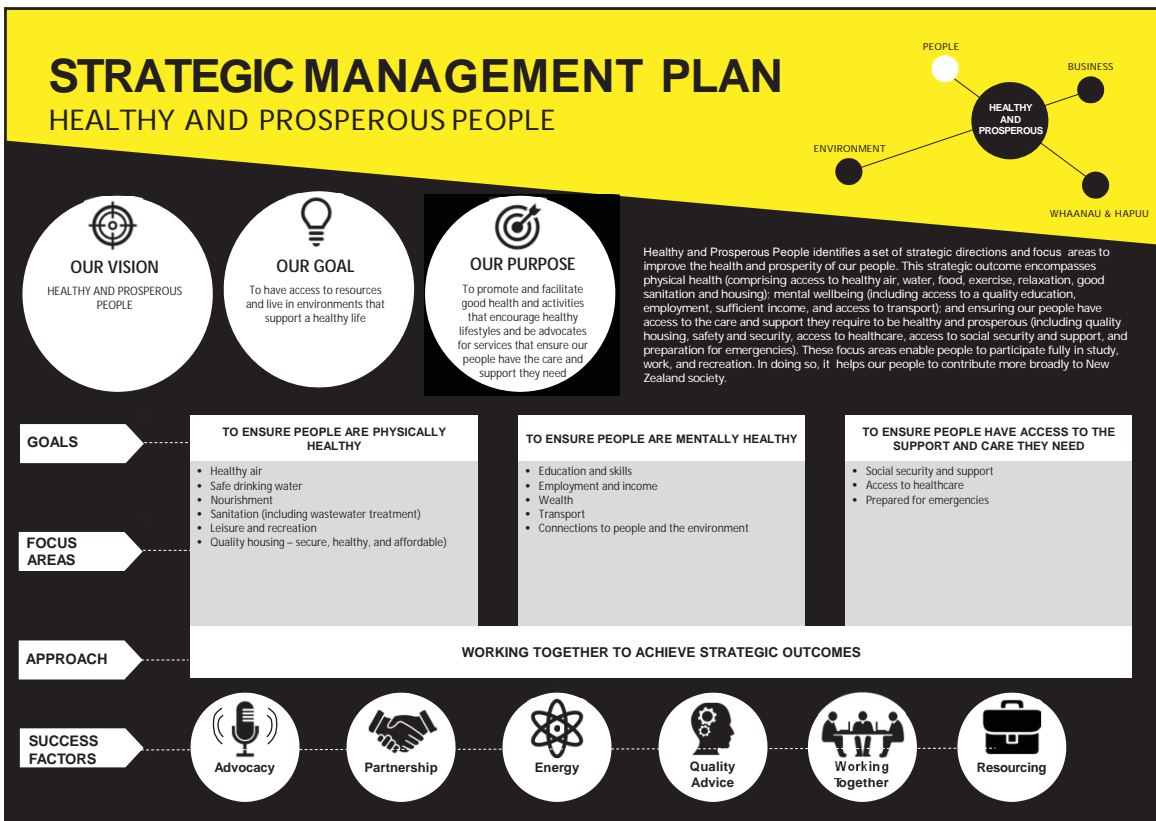 STRATEGIC MANAGEMENT PLAN
HEALTHY AND PROSPEROUS PEOPLE
PEOPLE
BUSINESS
HEALTHY
AND
PROSPEROUS
ENVIRONMENT
WHAANAU & HAPUU
OUR VISION
HEALTHY AND PROSPEROUS
PEOPLE
OUR GOAL
To have access to resources
and live in environments that
support a healthy life
OUR PURPOSE
To promote and facilitate
good health and activities
that encourage healthy
lifestyles and be advocates
for services that ensure our
people have the care and
support they need
Healthy and Prosperous People identifies a set of strategic directions and focus areas to
improve the health and prosperity of our people. This strategic outcome encompasses
physical health (comprising access to healthy air, water, food, exercise, relaxation, good
sanitation and housing); mental wellbeing (including access to a quality education,
employment, sufficient income, and access to transport); and ensuring our people have
access to the care and support they require to be healthy and prosperous (including quality
housing, safety and security, access to healthcare, access to social security and support, and
preparation for emergencies). These focus areas enable people to participate fully in study,
work, and recreation. In doing so, it helps our people to contribute more broadly to New
Zealand society.
GOALS
TO ENSURE PEOPLE ARE PHYSICALLY
HEALTHY
TO ENSURE PEOPLE ARE MENTALLY HEALTHY
TO ENSURE PEOPLE HAVE ACCESS TO THE
SUPPORT AND CARE THEY NEED
FOCUS
AREAS
• Healthy air
• Safe drinking water
• Nourishment
• Sanitation (including wastewater treatment)
• Leisure and recreation
• Quality housing – secure, healthy, and affordable)
• Education and skills
• Employment and income
• Wealth
• Transport
• Connections to people and the environment
• Social security and support
• Access to healthcare
• Prepared for emergencies
APPROACH
WORKING TOGETHER TO ACHIEVE STRATEGIC OUTCOMES
SUCCESS
FACTORS
Advocacy
Partnership
Energy
Quality
Advice
Working
Together
Resourcing